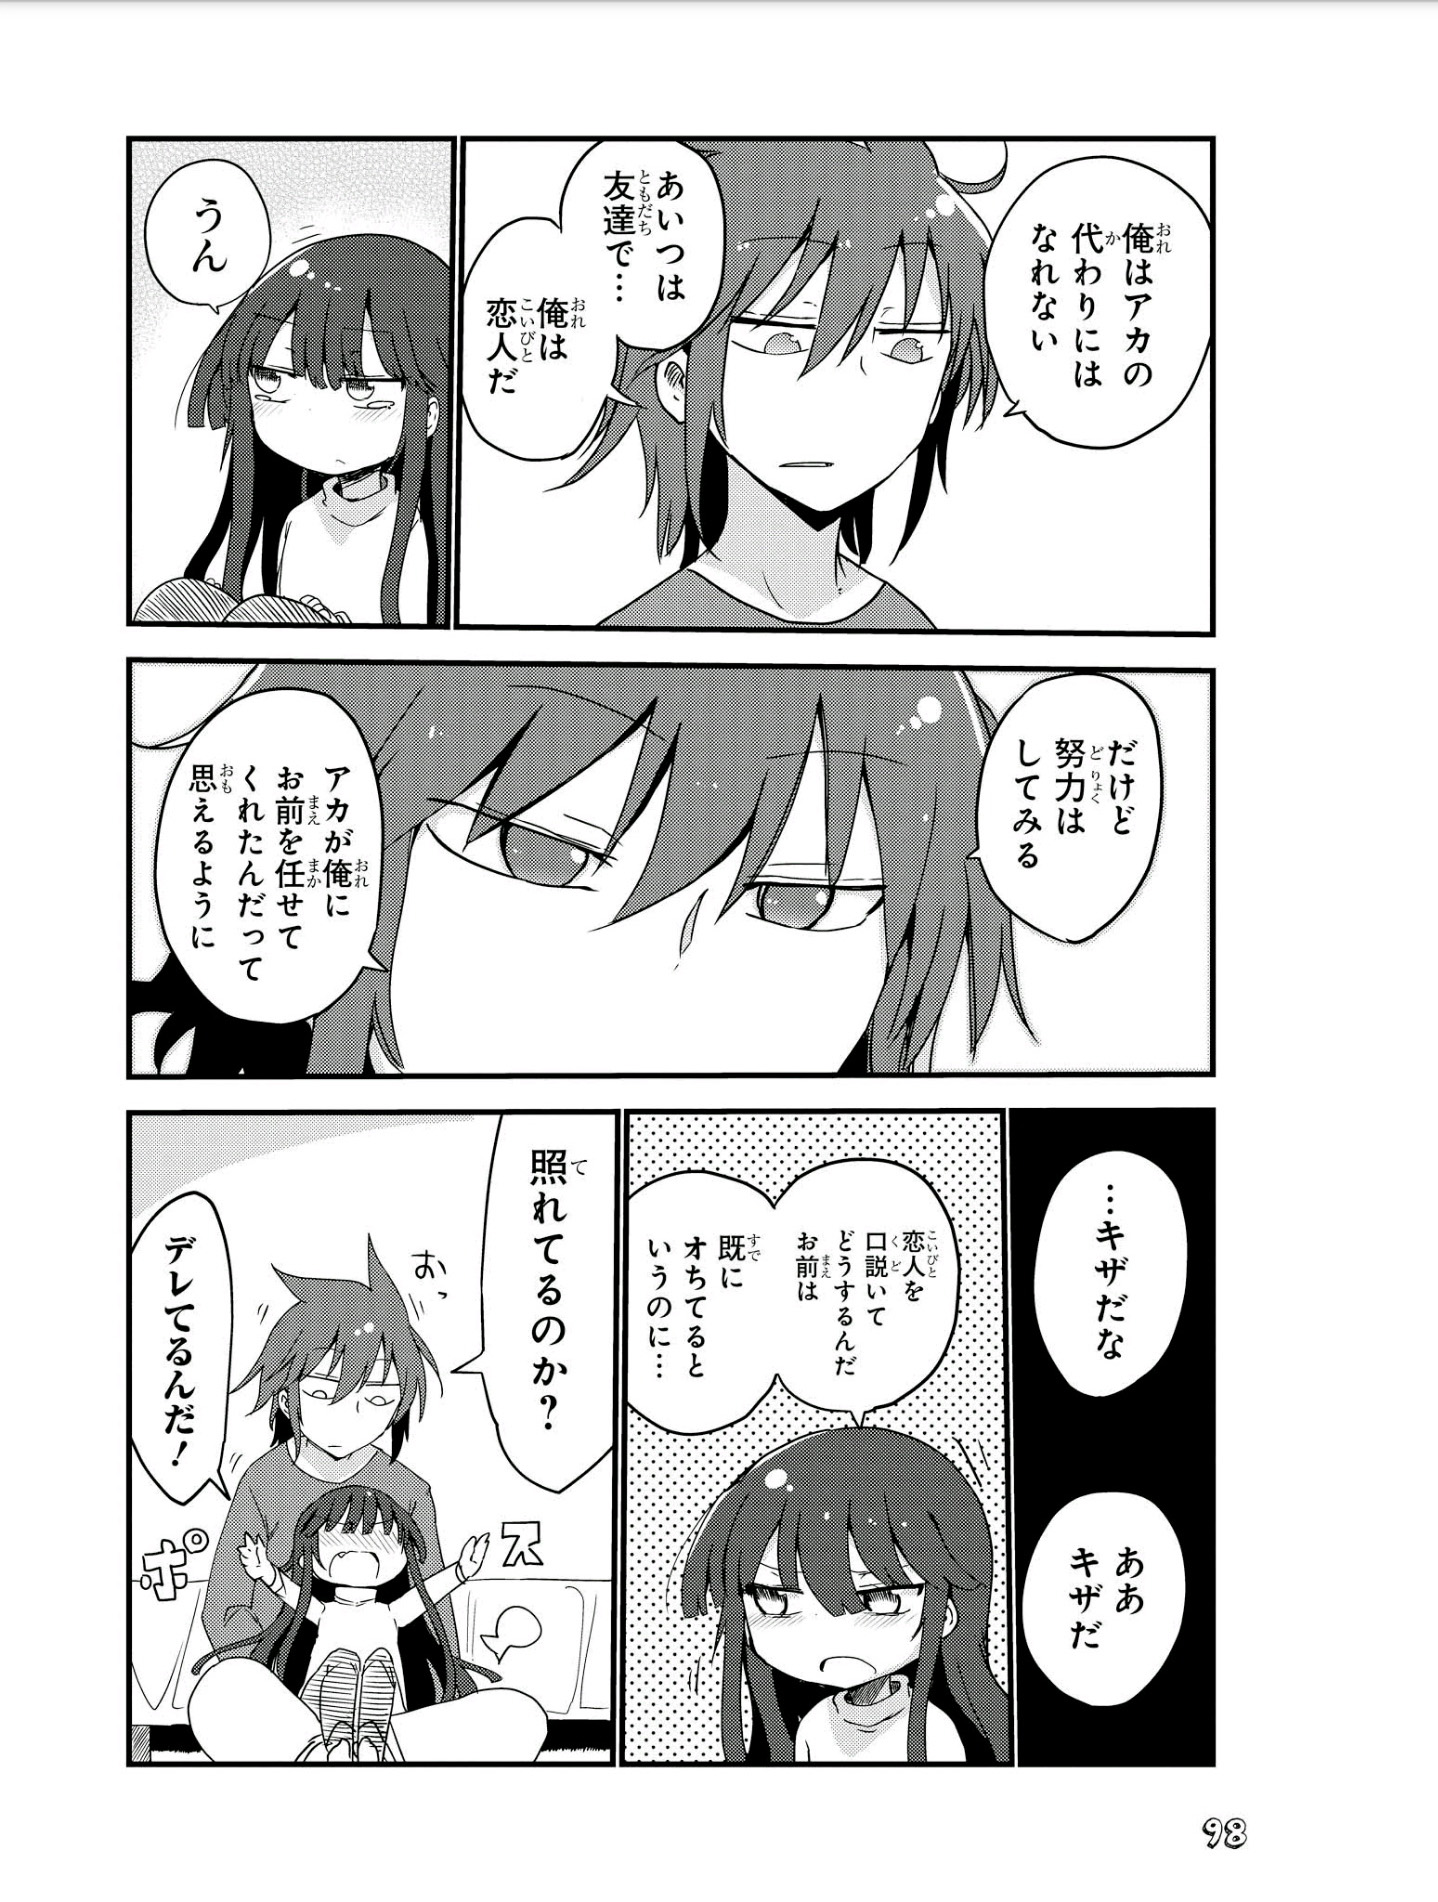 俺はアカの
代わりには
なれない
あいつは
友達で…
俺は
恋人だ
うん
だけど
努力は
してみる
アカが俺に
お前を任せて
くれたんだって
思えるように
…キザだな
ああ
キザだ
恋人を
口説いて
どうするんだ
お前は
既に
オちてると
いうのに…
照れてるのか?
おっ
デレてるんだ!
ポ
ス
98